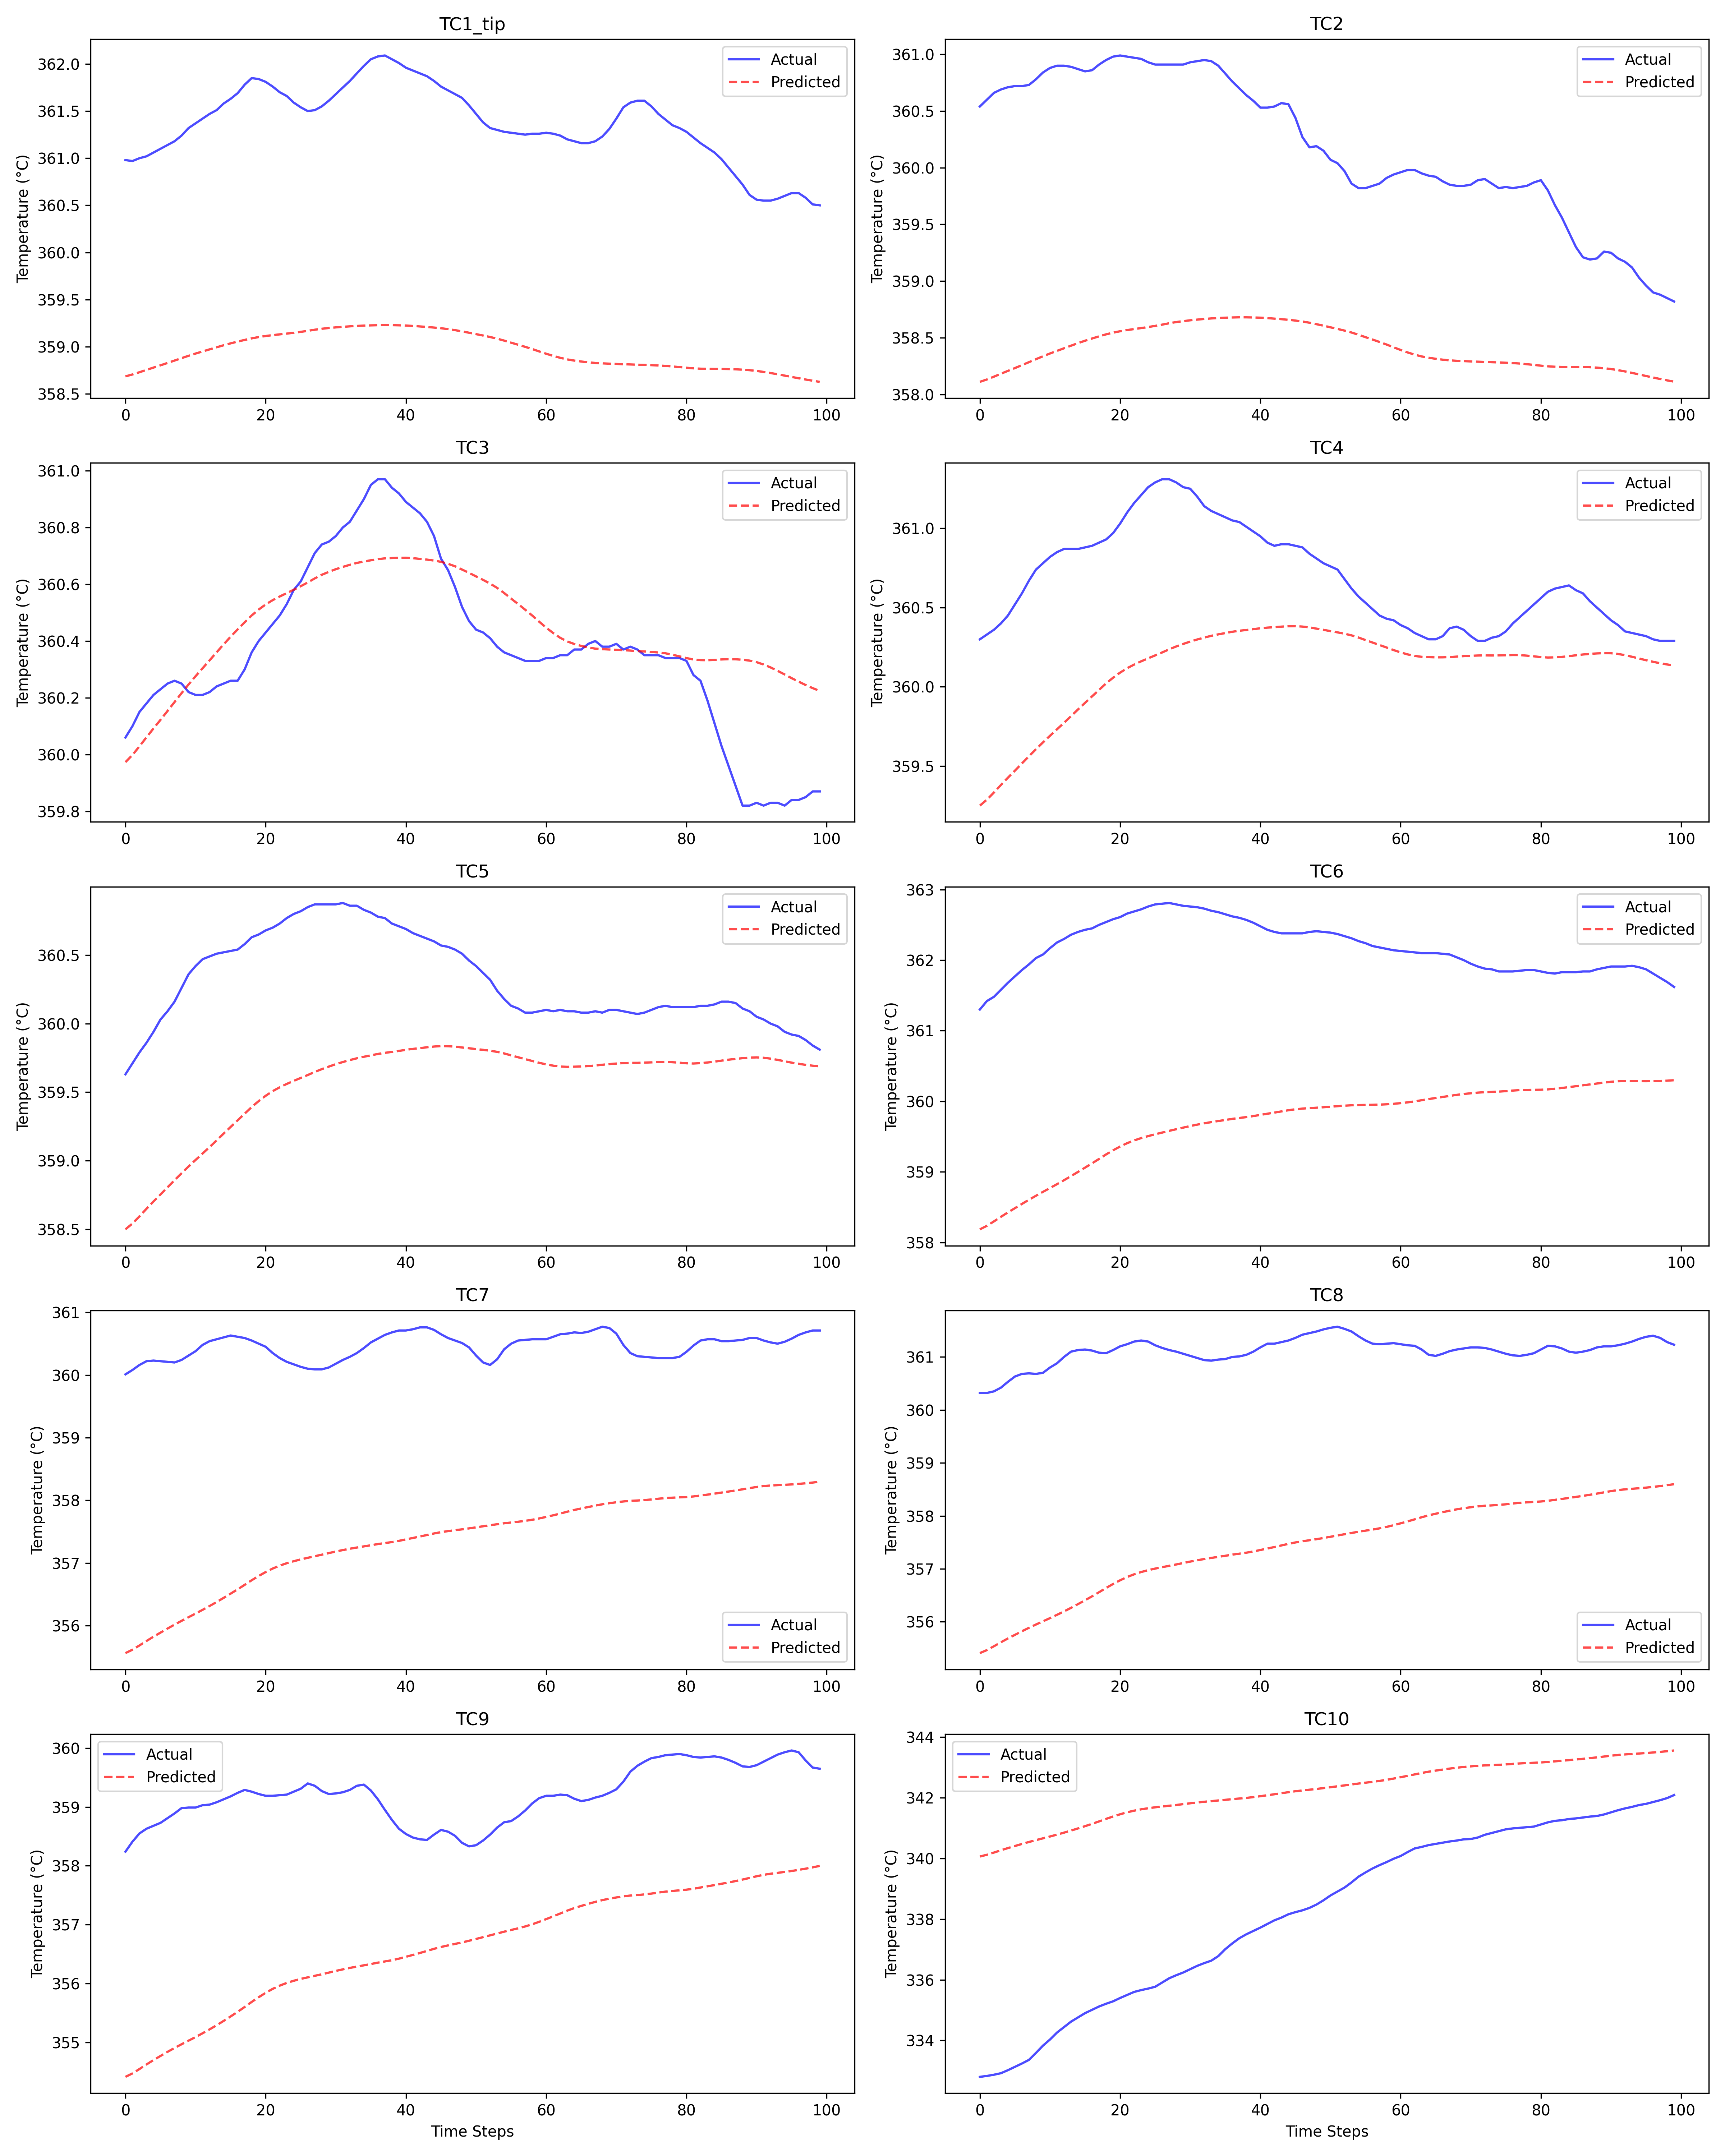 TC1_tip
Temperature (°C)
362.0
361.5
361.0
360.5
360.0
359.5
359.0
358.5
0 20 40 60 80 100
Actual
Predicted
TC2
Temperature (°C)
361.0
360.5
360.0
359.5
359.0
358.5
358.0
0 20 40 60 80 100
Actual
Predicted
TC3
Temperature (°C)
361.0
360.8
360.6
360.4
360.2
360.0
359.8
0 20 40 60 80 100
Actual
Predicted
TC4
Temperature (°C)
361.0
360.5
360.0
359.5
0 20 40 60 80 100
Actual
Predicted
TC5
Temperature (°C)
360.5
360.0
359.5
359.0
358.5
0 20 40 60 80 100
Actual
Predicted
TC6
Temperature (°C)
363
362
361
360
359
358
0 20 40 60 80 100
Actual
Predicted
TC7
Temperature (°C)
361
360
359
358
357
356
0 20 40 60 80 100
Actual
Predicted
TC8
Temperature (°C)
361
360
359
358
357
356
0 20 40 60 80 100
Actual
Predicted
TC9
Temperature (°C)
360
359
358
357
356
355
0 20 40 60 80 100
Time Steps
Actual
Predicted
TC10
Temperature (°C)
344
342
340
338
336
334
0 20 40 60 80 100
Time Steps
Actual
Predicted